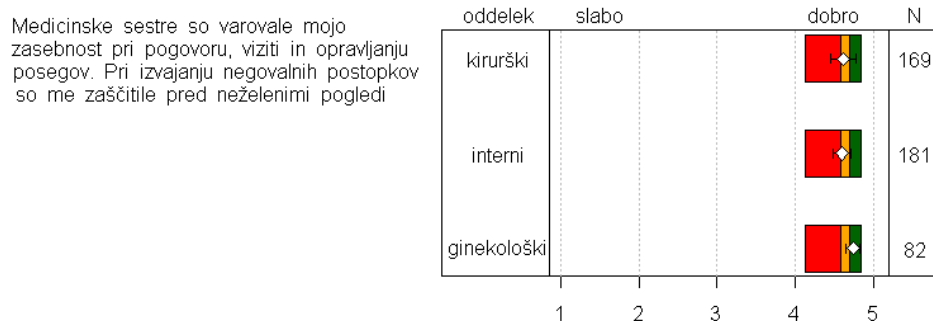 Medicinske sestre so varovale mojo
zasebnost pri pogovoru, viziti in opravljanju
posegov. Pri izvajanju negovalnih postopkov
so me zaščitile pred neželenimi pogledi
oddelek slabo dobro N
kirurški 169
interni 181
ginekološki 82
1 2 3 4 5